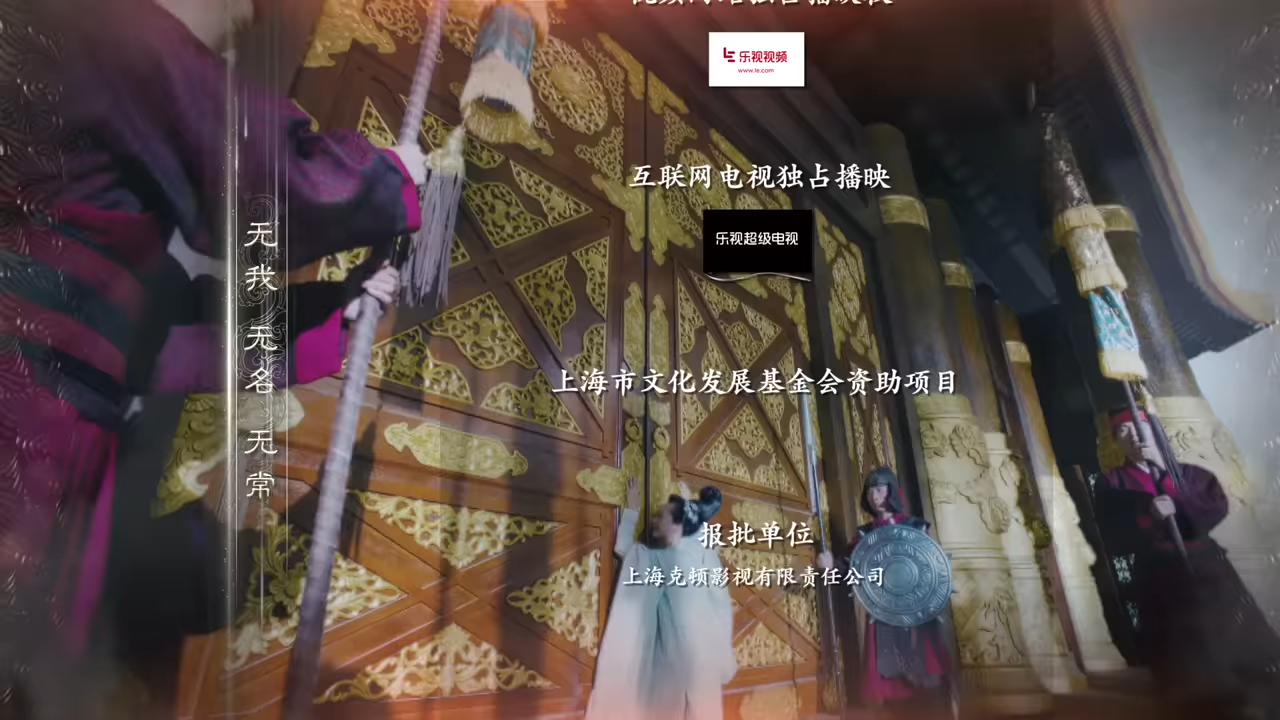 乐视视频
www.le.com
互联网电视独占播映
乐视超级电视
上海市文化发展基金会资助项目
报批单位
上海克顿影视有限责任公司
无我 无名 无常